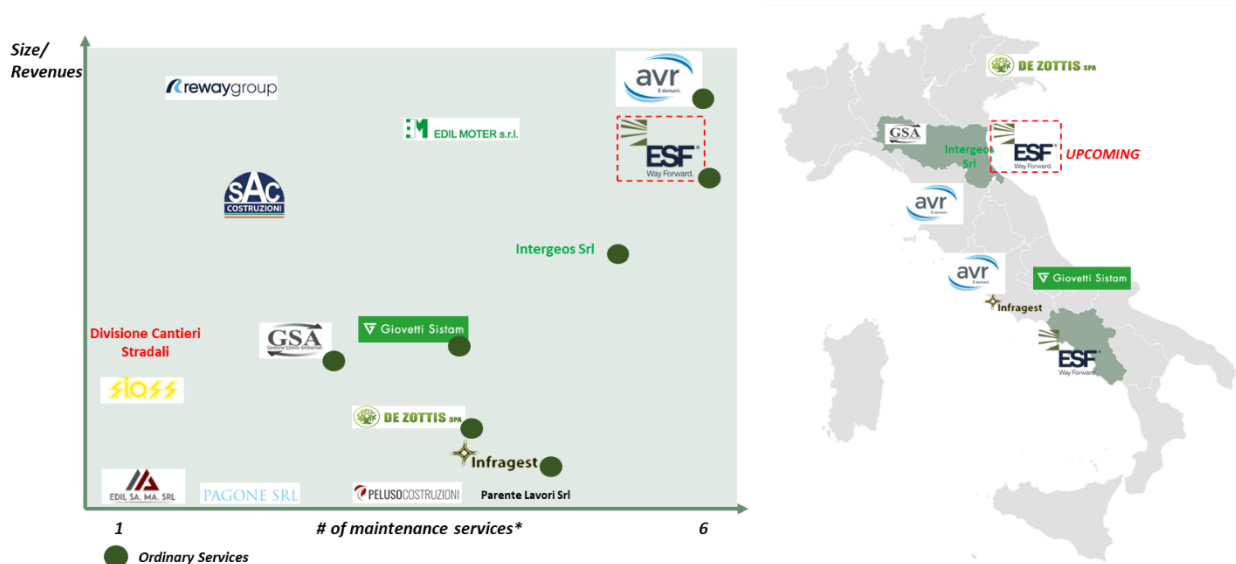 Size/
Revenues
rewaygroup
avr
E domani.
EDIL MOTER s.r.l.
ESF
Way Forward.
SAC
COSTRUZIONI
Intergeos Srl
Divisione Cantieri
Stradali
GSA
Giovetti Sistam
siass
DE ZOTTIS SPA
Infragest
EDIL SA. MA. SRL
PAGONE SRL
PELUSOCOSTRUZIONI
Parente Lavori Srl
1
# of maintenance services*
6
Ordinary Services
DE ZOTTIS SPA
GSA
Intergeos
Srl
ESF
Way Forward.
UPCOMING
avr
avr
Giovetti Sistam
Infragest
ESF
Way Forward.